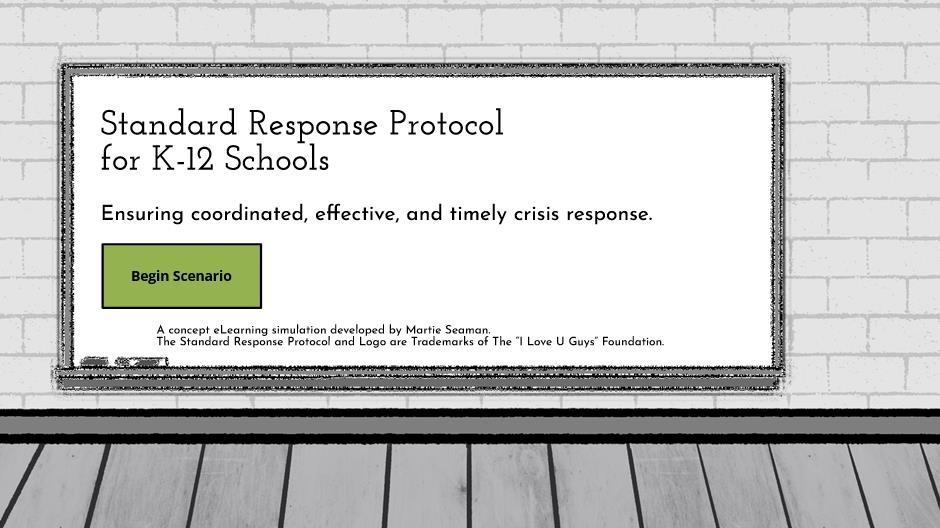 Standard Response Protocol
for K-12 Schools
Ensuring coordinated, effective, and timely crisis response.
Begin Scenario
A concept eLearning simulation developed by Martie Seaman.
The Standard Response Protocol and Logo are Trademarks of The "I Love U Guys" Foundation.